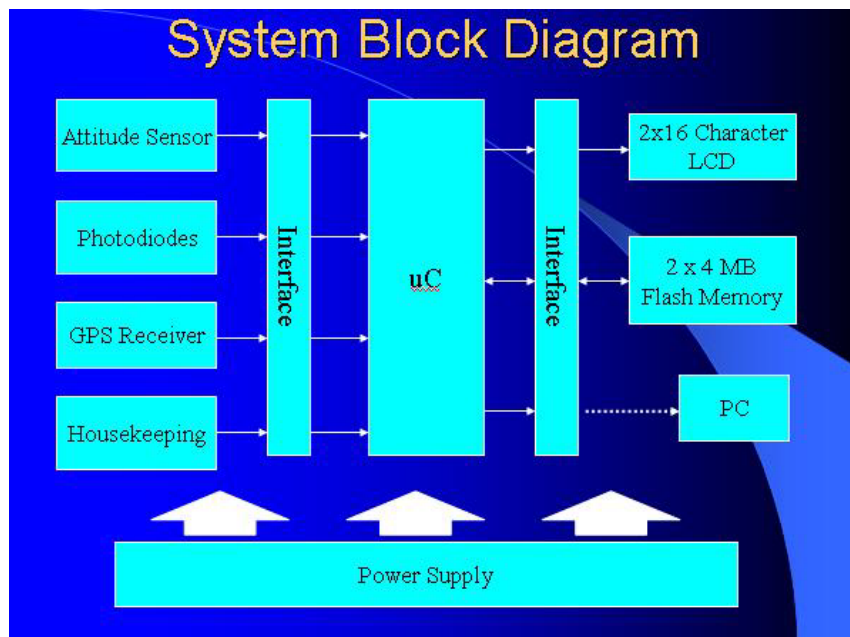 System Block Diagram
Attitude Sensor
Photodiodes
GPS Receiver
Housekeeping
Interface
uC
Interface
2x16 Character
LCD
2 x 4 MB
Flash Memory
PC
Power Supply